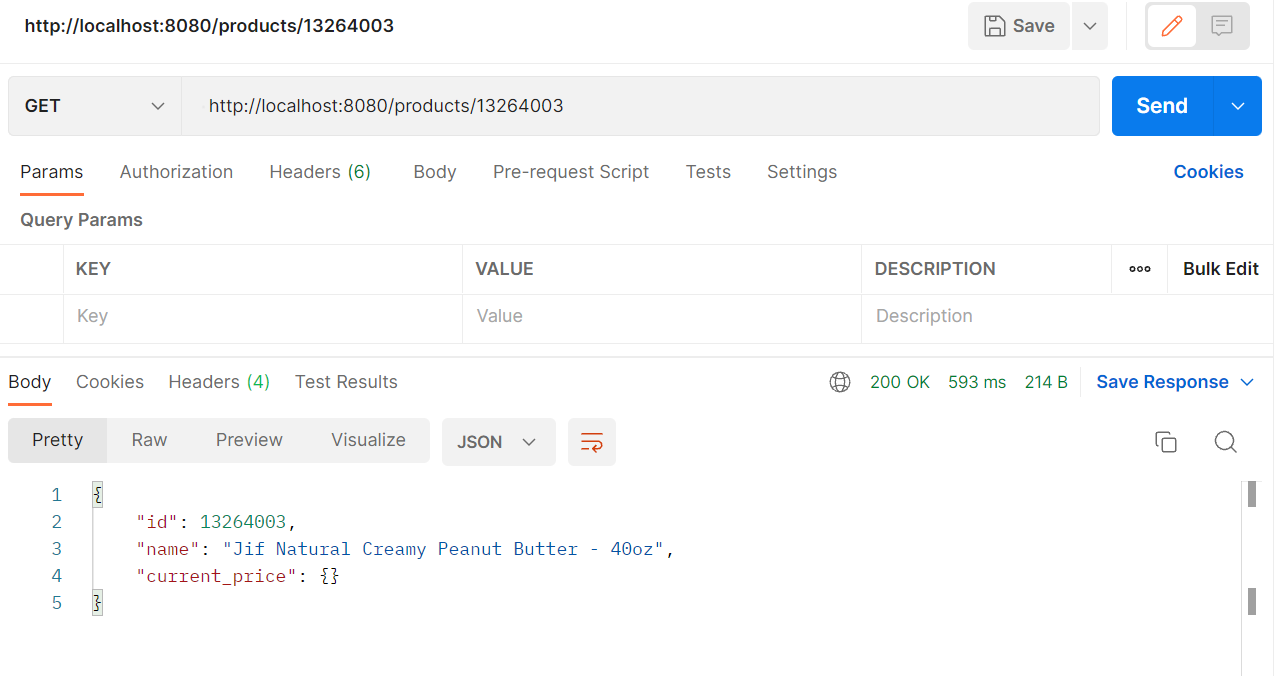 http://localhost:8080/products/13264003
Save
GET
http://localhost:8080/products/13264003
Send
Params Authorization Headers (6) Body Pre-request Script Tests Settings Cookies
Query Params
KEY VALUE DESCRIPTION Bulk Edit
Key Value Description
Body Cookies Headers (4) Test Results 200 OK 593 ms 214 B Save Response
Pretty Raw Preview Visualize JSON
1 {
2 "id": 13264003,
3 "name": "Jif Natural Creamy Peanut Butter - 40oz",
4 "current_price": {}
5 }